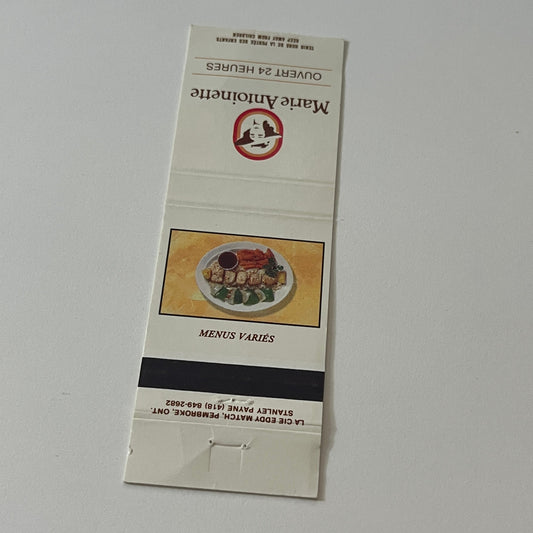 TENIR HORS DE LA PORTÉE DES ENFANTS
KEEP AWAY FROM CHILDREN
OUVERT 24 HEURES
Marie Antoinette
MENUS VARIÉS
LA CIE EDDY MATCH, PEMBROKE, ONT.
STANLEY PAYNE (418) 849-2682